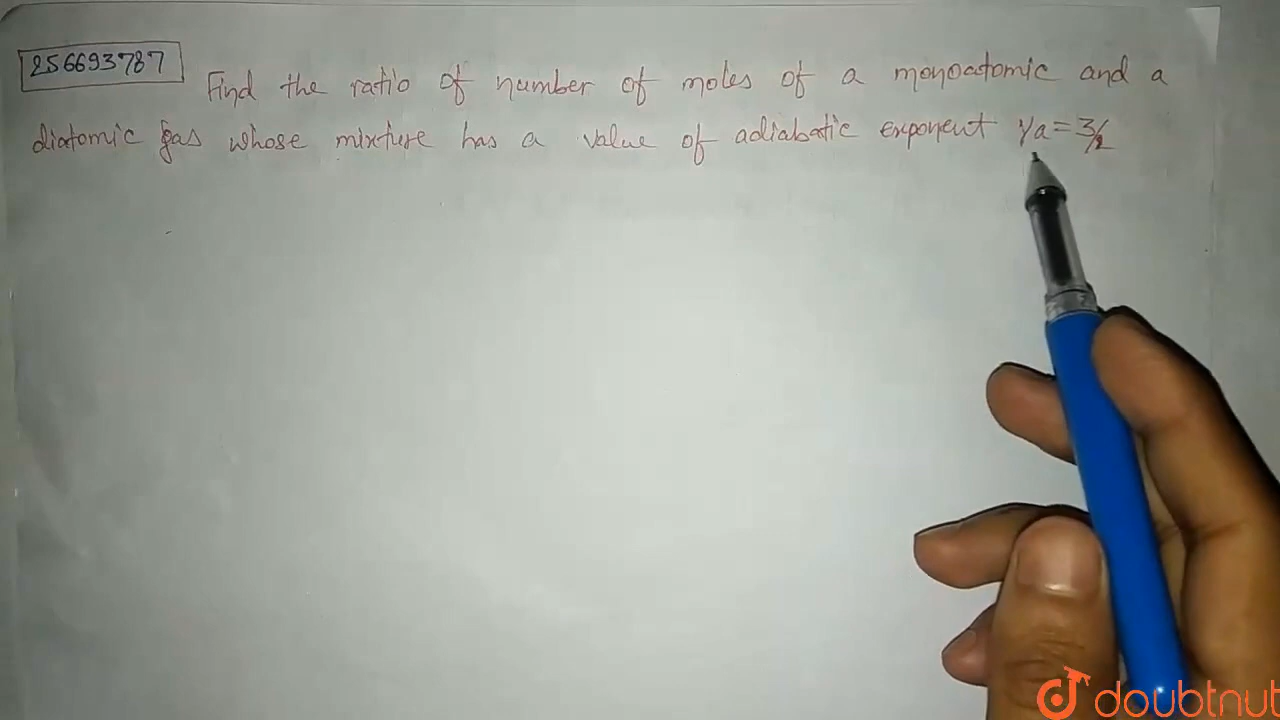 256693787
Find the ratio of number of moles of a monoatomic and a
diatomic gas whose mixture has a value of adiabatic exponent γa = 3/2
doubtnut